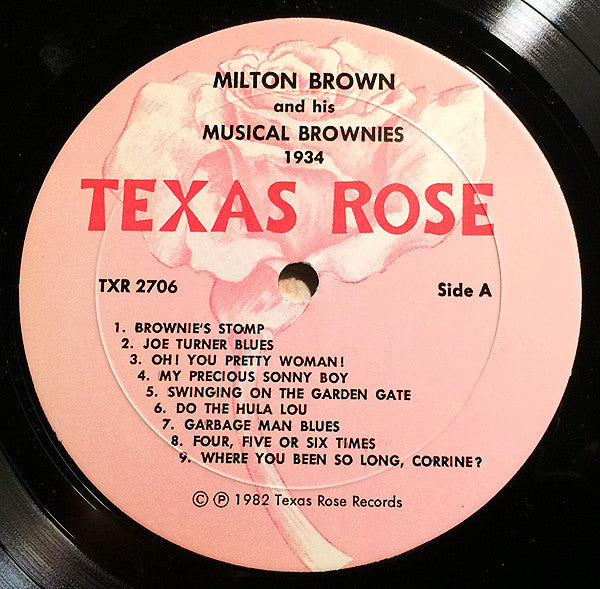 MILTON BROWN
and his
MUSICAL BROWNIES
1934
TEXAS ROSE
TXR 2706 Side A
1. BROWNIE'S STOMP
2. JOE TURNER BLUES
3. OH! YOU PRETTY WOMAN!
4. MY PRECIOUS SONNY BOY
5. SWINGING ON THE GARDEN GATE
6. DO THE HULA LOU
7. GARBAGE MAN BLUES
8. FOUR, FIVE OR SIX TIMES
9. WHERE YOU BEEN SO LONG, CORRINE?
© ℗ 1982 Texas Rose Records